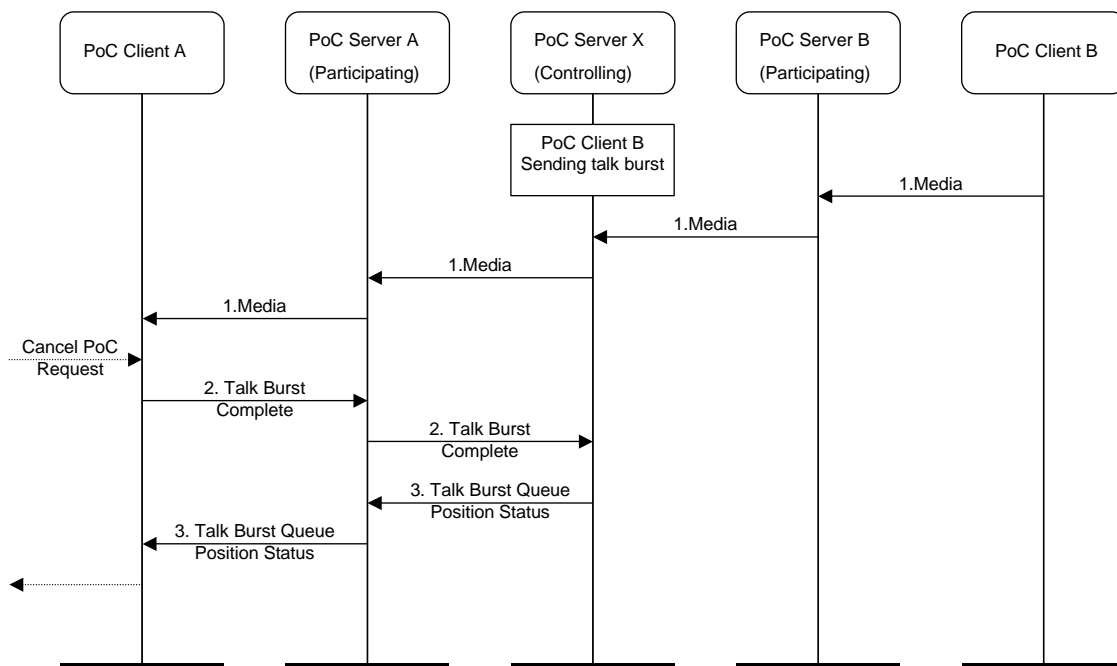 PoC Client A
PoC Server A
(Participating)
PoC Server X
(Controlling)
PoC Server B
(Participating)
PoC Client B
PoC Client B
Sending talk burst
1.Media
1.Media
1.Media
1.Media
Cancel PoC
Request
2. Talk Burst
Complete
2. Talk Burst
Complete
3. Talk Burst Queue
Position Status
3. Talk Burst Queue
Position Status